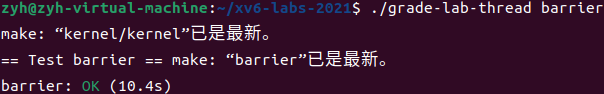 zyh@zyh-virtual-machine:~/xv6-labs-2021$ ./grade-lab-thread barrier
make: “kernel/kernel”已是最新。
== Test barrier == make: “barrier”已是最新。
barrier: OK (10.4s)